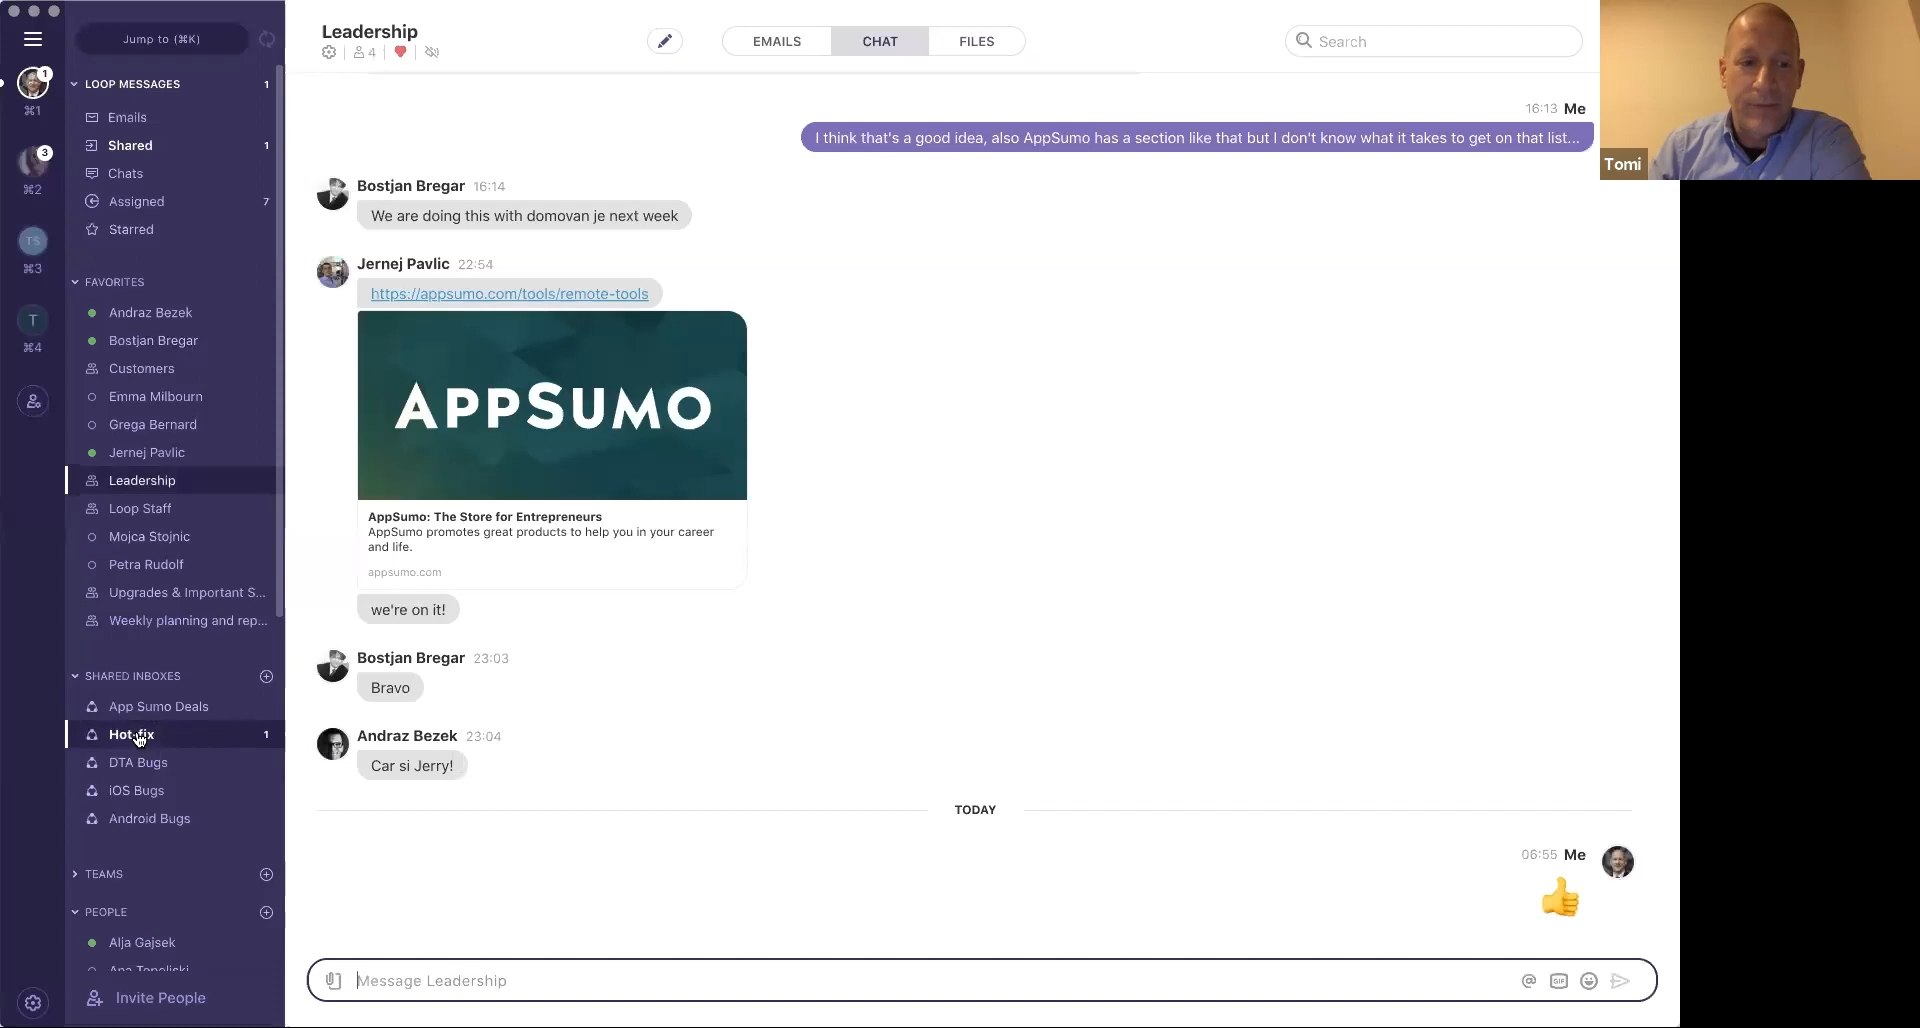 Jump to (⌘K)
1
⌘1
3
⌘2
TS
⌘3
T
⌘4
LOOP MESSAGES 1
Emails
Shared 1
Chats
Assigned 7
Starred
FAVORITES
Andraz Bezek
Bostjan Bregar
Customers
Emma Milbourn
Grega Bernard
Jernej Pavlic
Leadership
Loop Staff
Mojca Stojnic
Petra Rudolf
Upgrades & Important S...
Weekly planning and rep...
SHARED INBOXES
App Sumo Deals
Hot fix 1
DTA Bugs
iOS Bugs
Android Bugs
TEAMS
PEOPLE
Alja Gajsek
Invite People
Leadership
4
EMAILS CHAT FILES
Search
16:13 Me
I think that's a good idea, also AppSumo has a section like that but I don't know what it takes to get on that list...
Bostjan Bregar 16:14
We are doing this with domovan je next week
Jernej Pavlic 22:54
https://appsumo.com/tools/remote-tools
APPSUMO
AppSumo: The Store for Entrepreneurs
AppSumo promotes great products to help you in your career
and life.
appsumo.com
we're on it!
Bostjan Bregar 23:03
Bravo
Andraz Bezek 23:04
Car si Jerry!
TODAY
06:55 Me
Message Leadership
GIF
Tomi